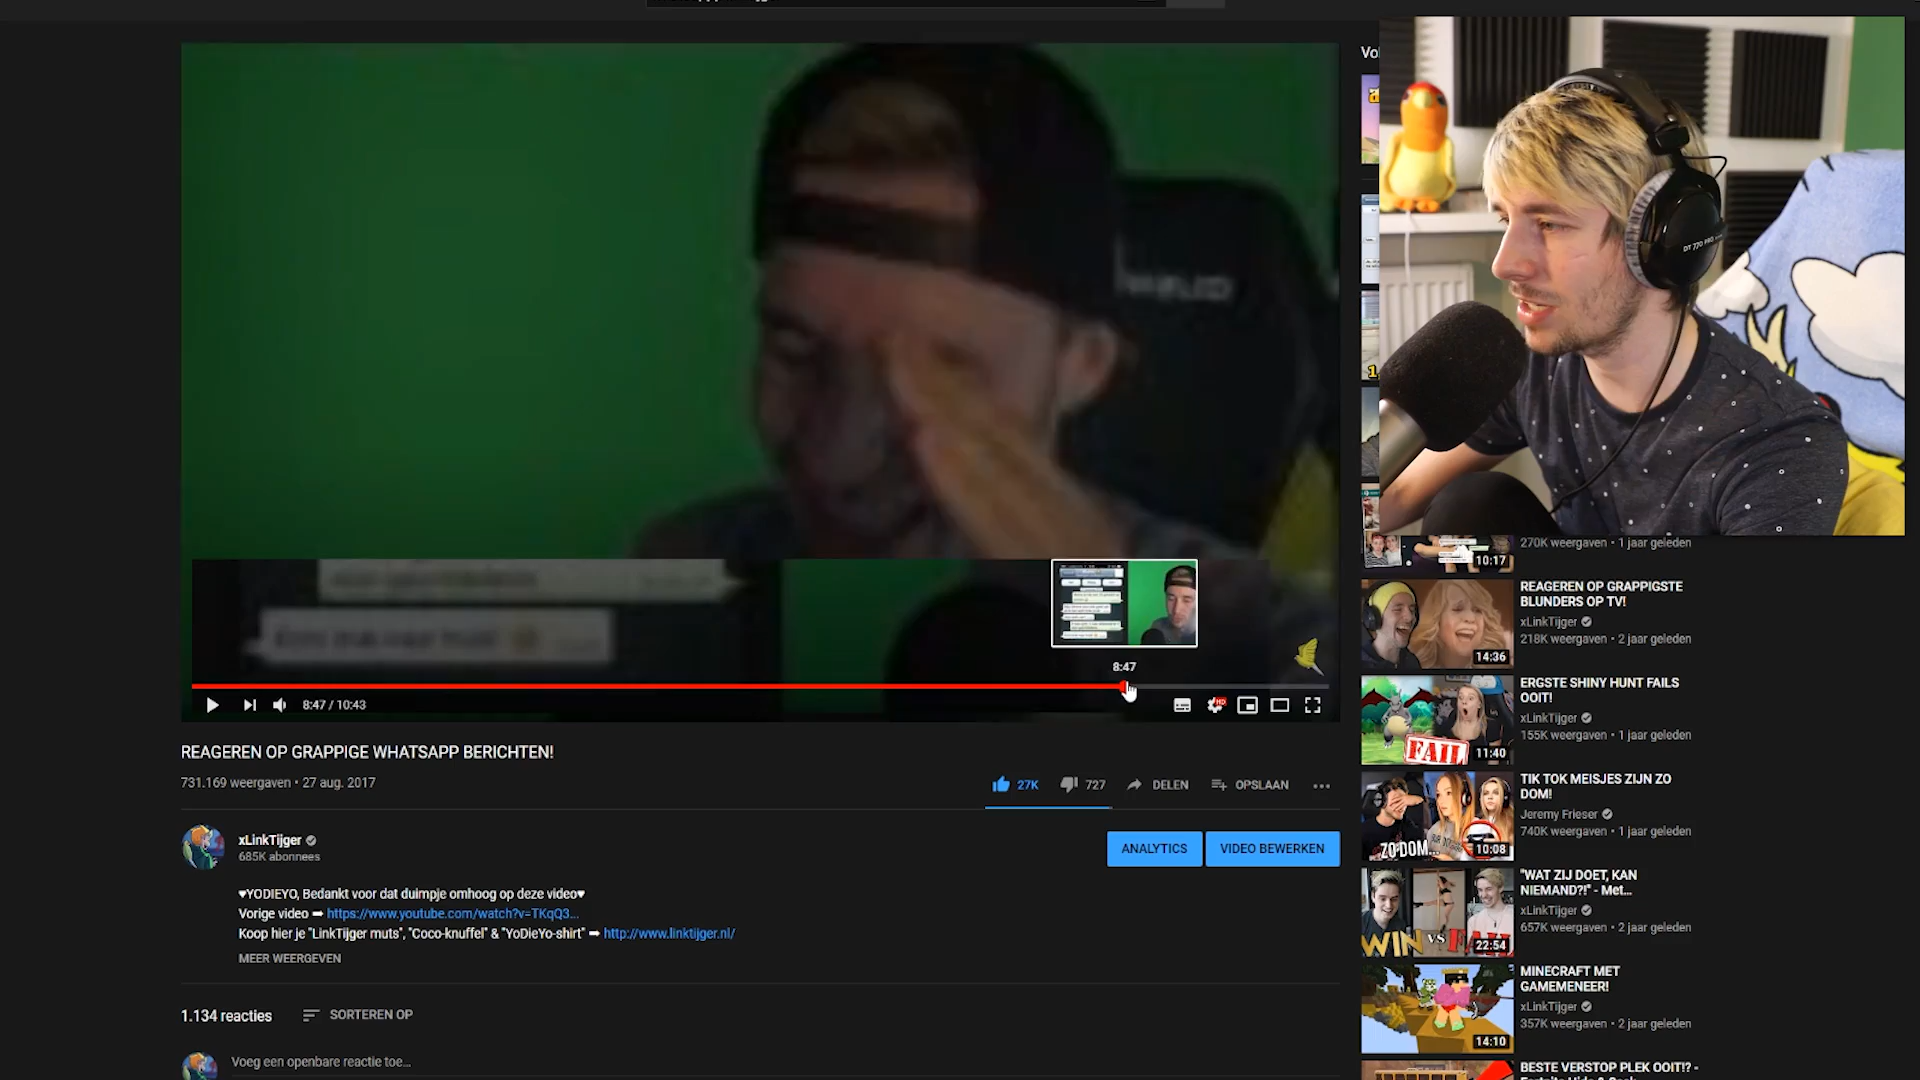 Vol
DT 770 PRO
8:47
8:47 / 10:43
HD
REAGEREN OP GRAPPIGE WHATSAPP BERICHTEN!
731.169 weergaven • 27 aug. 2017
27K
727
DELEN
OPSLAAN
xLinkTijger
685K abonnees
ANALYTICS
VIDEO BEWERKEN
♥YODIEYO, Bedankt voor dat duimpje omhoog op deze video♥
Vorige video ➡ https://www.youtube.com/watch?v=TKqQ3...
Koop hier je "LinkTijger muts", "Coco-knuffel" & "YoDieYo-shirt" ➡ http://www.linktijger.nl/
MEER WEERGEVEN
1.134 reacties
SORTEREN OP
Voeg een openbare reactie toe...
270K weergaven • 1 jaar geleden
10:17
REAGEREN OP GRAPPIGSTE
BLUNDERS OP TV!
xLinkTijger
218K weergaven • 2 jaar geleden
14:36
ERGSTE SHINY HUNT FAILS
OOIT!
xLinkTijger
155K weergaven • 1 jaar geleden
FAIL
11:40
TIK TOK MEISJES ZIJN ZO
DOM!
Jeremy Frieser
740K weergaven • 1 jaar geleden
ZO DOM...
10:08
"WAT ZIJ DOET, KAN
NIEMAND?!" - Met...
xLinkTijger
657K weergaven • 2 jaar geleden
WIN VS FAIL
22:54
MINECRAFT MET
GAMEMENEER!
xLinkTijger
357K weergaven • 2 jaar geleden
14:10
BESTE VERSTOP PLEK OOIT!? -